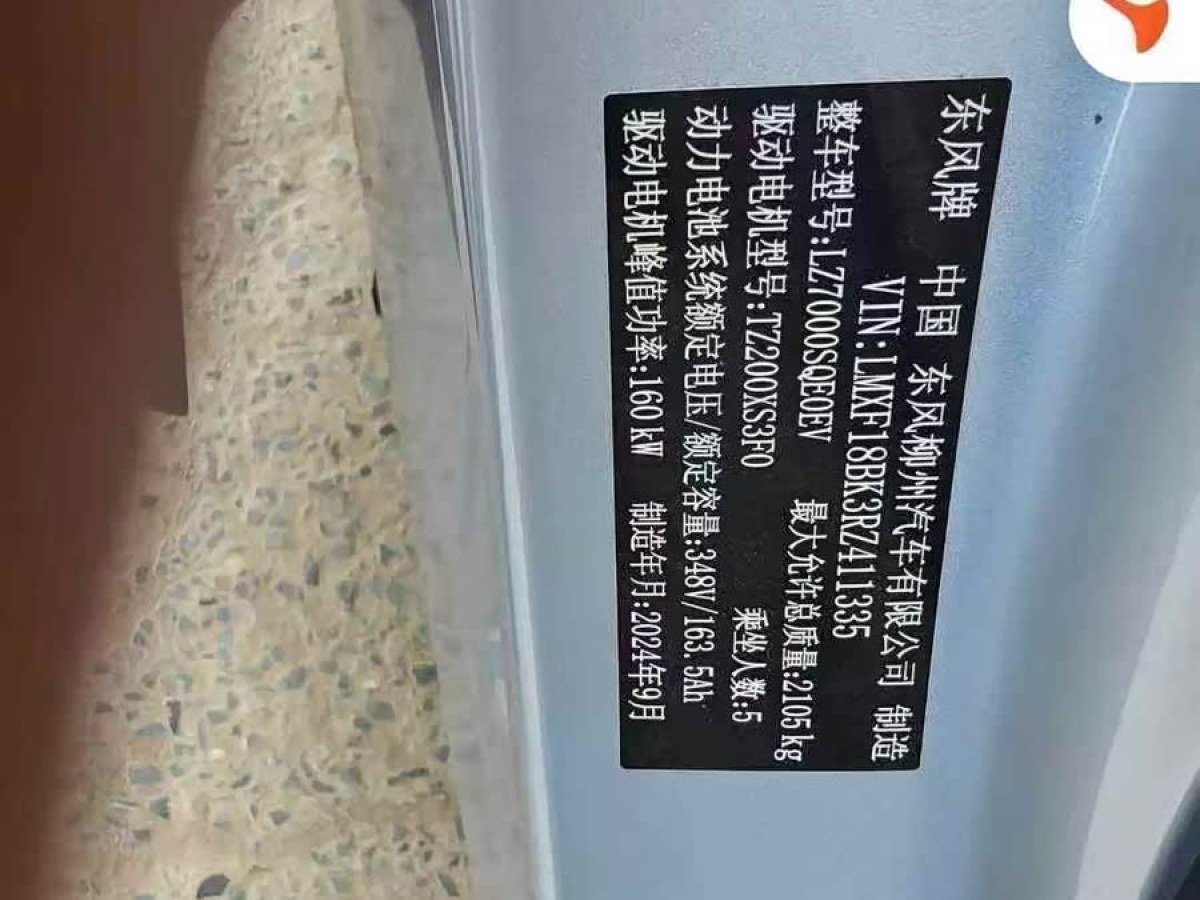 东风牌 中国 东风柳州汽车有限公司 制造
VIN:LMXF18BK3RZ411335
整车型号:LZ7000SQE0EV 最大允许总质量:2105kg
驱动电机型号:TZ200XS3F0 乘坐人数:5
动力电池系统额定电压/额定容量:348V/163.5Ah
驱动电机峰值功率:160kW 制造年月:2024年9月